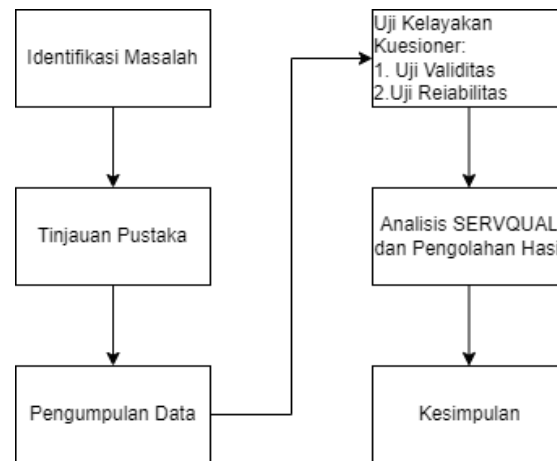 Identifikasi Masalah
Tinjauan Pustaka
Pengumpulan Data
Uji Kelayakan
Kuesioner:
1. Uji Validitas
2.Uji Reiabilitas
Analisis SERVQUAL
dan Pengolahan Hasi
Kesimpulan